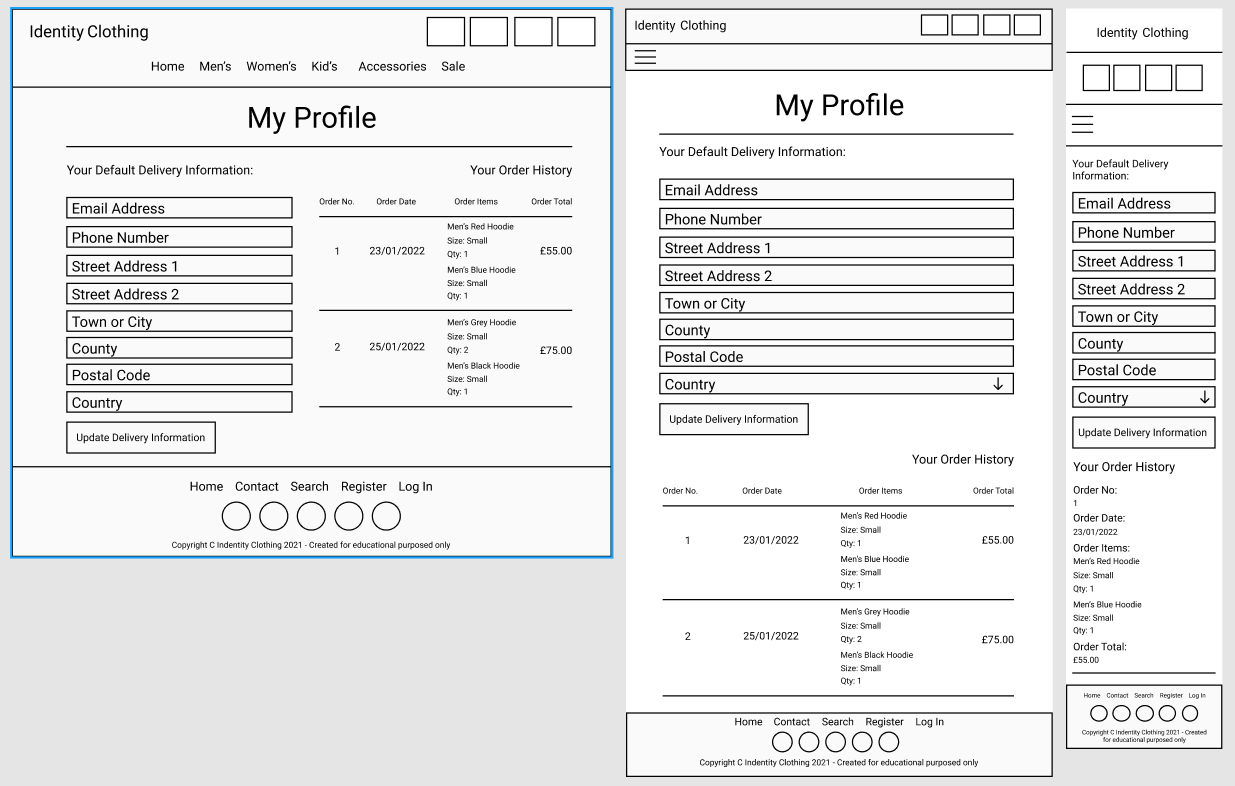 Identity Clothing
Home Men's Women's Kid's Accessories Sale
My Profile
Your Default Delivery Information:
Email Address
Phone Number
Street Address 1
Street Address 2
Town or City
County
Postal Code
Country
Update Delivery Information
Your Order History
Order No. Order Date Order Items Order Total
1 23/01/2022
Men's Red Hoodie
Size: Small
Qty: 1
Men's Blue Hoodie
Size: Small
Qty: 1
£55.00
2 25/01/2022
Men's Grey Hoodie
Size: Small
Qty: 2
Men's Black Hoodie
Size: Small
Qty: 1
£75.00
Home Contact Search Register Log In
Copyright C Indentity Clothing 2021 - Created for educational purposed only
Identity Clothing
My Profile
Your Default Delivery Information:
Email Address
Phone Number
Street Address 1
Street Address 2
Town or City
County
Postal Code
Country
Update Delivery Information
Your Order History
Order No. Order Date Order Items Order Total
1 23/01/2022
Men's Red Hoodie
Size: Small
Qty: 1
Men's Blue Hoodie
Size: Small
Qty: 1
£55.00
2 25/01/2022
Men's Grey Hoodie
Size: Small
Qty: 2
Men's Black Hoodie
Size: Small
Qty: 1
£75.00
Home Contact Search Register Log In
Copyright C Indentity Clothing 2021 - Created for educational purposed only
Identity Clothing
Your Default Delivery
Information:
Email Address
Phone Number
Street Address 1
Street Address 2
Town or City
County
Postal Code
Country
Update Delivery Information
Your Order History
Order No:
1
Order Date:
23/01/2022
Order Items:
Men's Red Hoodie
Size: Small
Qty: 1
Men's Blue Hoodie
Size: Small
Qty: 1
Order Total:
£55.00
Home Contact Search Register Log In
Copyright C Indentity Clothing 2021 - Created
for educational purposed only